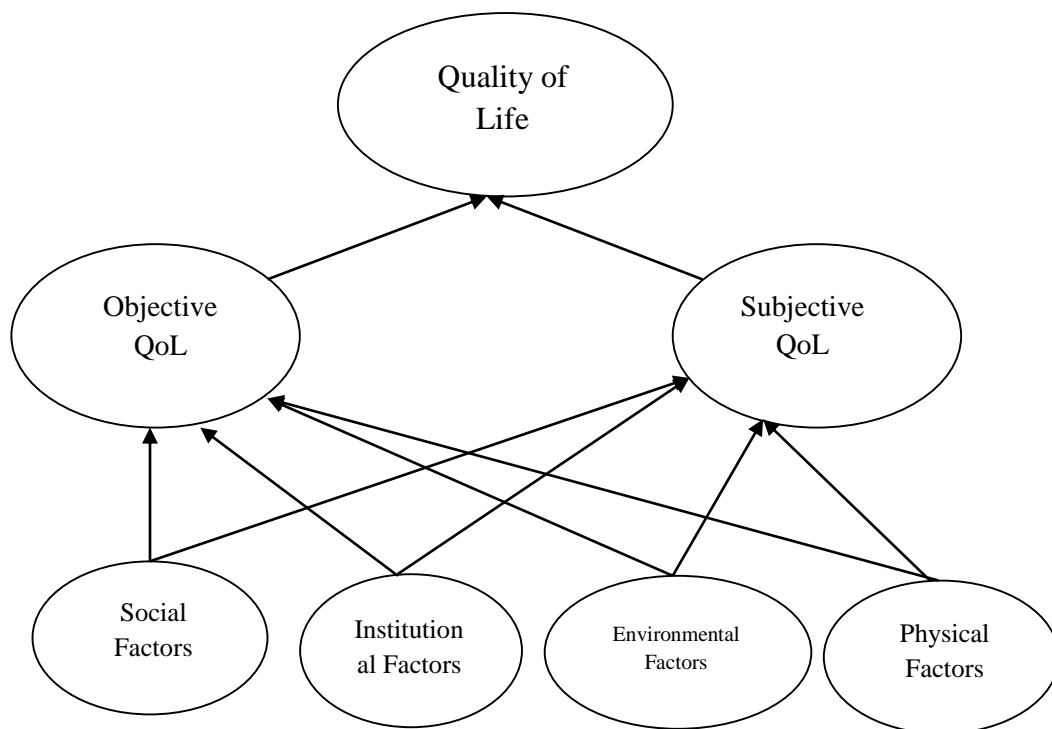 Quality of
Life
Objective
QoL
Subjective
QoL
Social
Factors
Institution
al Factors
Environmental
Factors
Physical
Factors